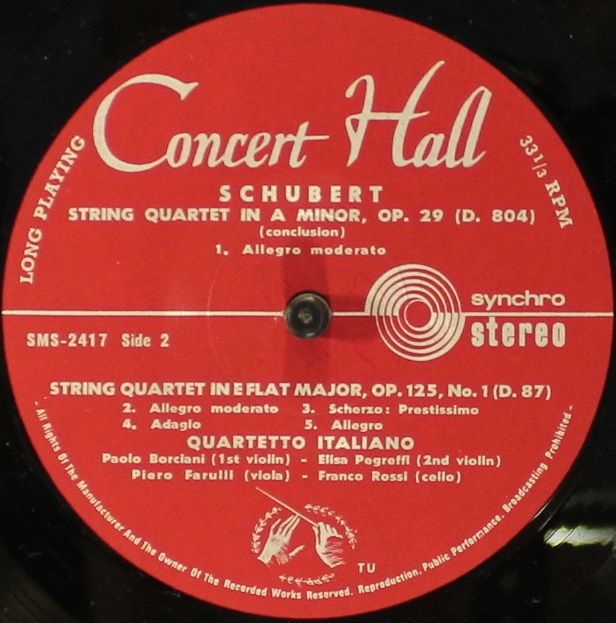 Concert Hall
LONG PLAYING
33 1/3 RPM
SCHUBERT
STRING QUARTET IN A MINOR, OP. 29 (D. 804)
(conclusion)
1. Allegro moderato
synchro
stereo
SMS-2417 Side 2
STRING QUARTET IN E FLAT MAJOR, OP. 125, No. 1 (D. 87)
2. Allegro moderato 3. Scherzo: Prestissimo
4. Adagio 5. Allegro
QUARTETTO ITALIANO
Paolo Borciani (1st violin) - Elisa Pegreffi (2nd violin)
Piero Farulli (viola) - Franco Rossi (cello)
TU
- All Rights Of The Manufacturer And The Owner Of The Recorded Works Reserved. Reproduction. Public Performance. Broadcasting Prohibited -